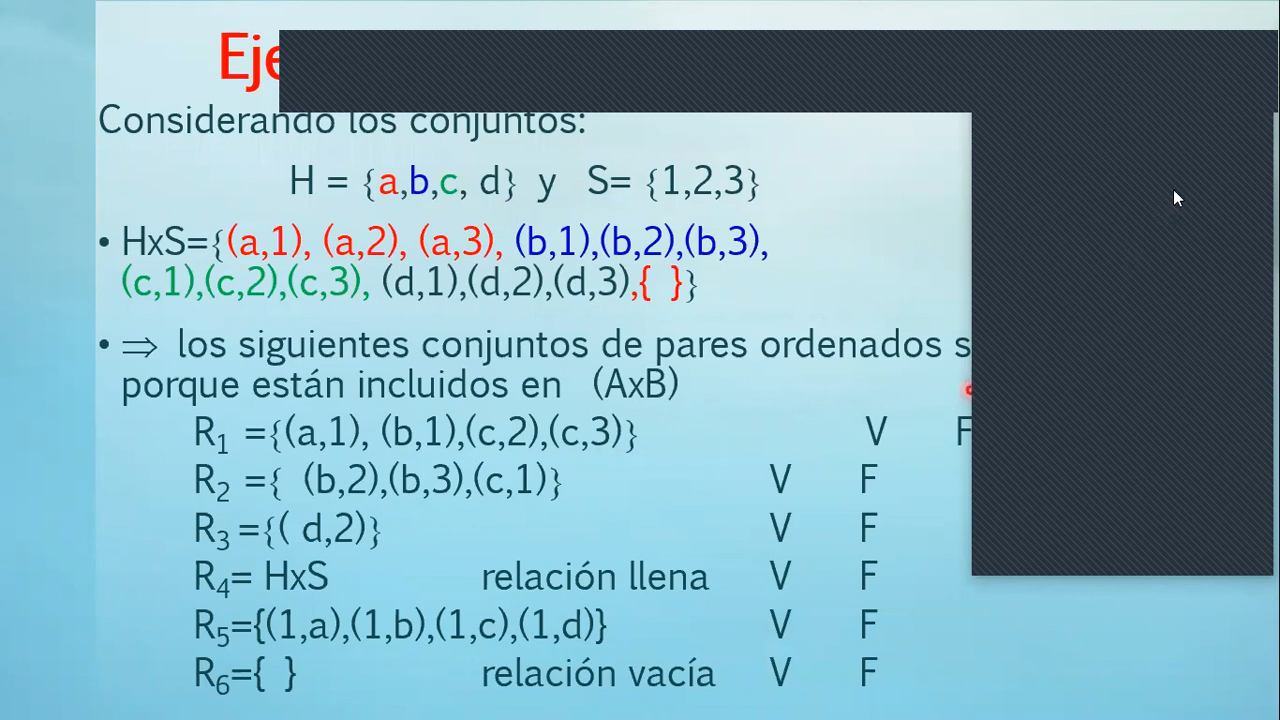 Considerando los conjuntos:
H = {a,b,c, d} y S= {1,2,3}
• HxS={(a,1), (a,2), (a,3), (b,1),(b,2),(b,3),
(c,1),(c,2),(c,3), (d,1),(d,2),(d,3),{ }}
• ⇒ los siguientes conjuntos de pares ordenados
porque están incluidos en (AxB)
R₁ ={(a,1), (b,1),(c,2),(c,3)} V F
R₂ ={ (b,2),(b,3),(c,1)} V F
R₃ ={( d,2)} V F
R₄= HxS relación llena V F
R₅={(1,a),(1,b),(1,c),(1,d)} V F
R₆={ } relación vacía V F